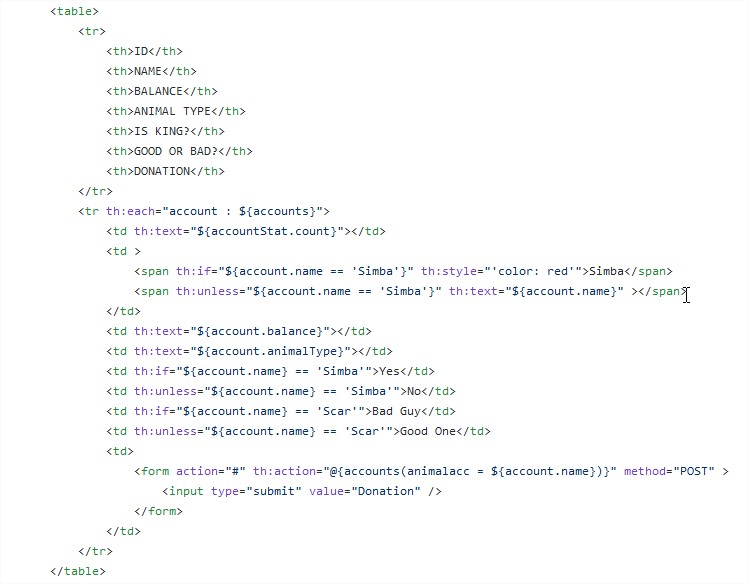 <table>
<tr>
<th>ID</th>
<th>NAME</th>
<th>BALANCE</th>
<th>ANIMAL TYPE</th>
<th>IS KING?</th>
<th>GOOD OR BAD?</th>
<th>DONATION</th>
</tr>
<tr th:each="account : ${accounts}">
<td th:text="${accountStat.count}"></td>
<td >
<span th:if="${account.name == 'Simba'}" th:style="'color: red'">Simba</span>
<span th:unless="${account.name == 'Simba'}" th:text="${account.name}" ></span>
</td>
<td th:text="${account.balance}"></td>
<td th:text="${account.animalType}"></td>
<td th:if="${account.name} == 'Simba'">Yes</td>
<td th:unless="${account.name} == 'Simba'">No</td>
<td th:if="${account.name} == 'Scar'">Bad Guy</td>
<td th:unless="${account.name} == 'Scar'">Good One</td>
<td>
<form action="#" th:action="@{accounts(animalacc = ${account.name})}" method="POST" >
<input type="submit" value="Donation" />
</form>
</td>
</tr>
</table>